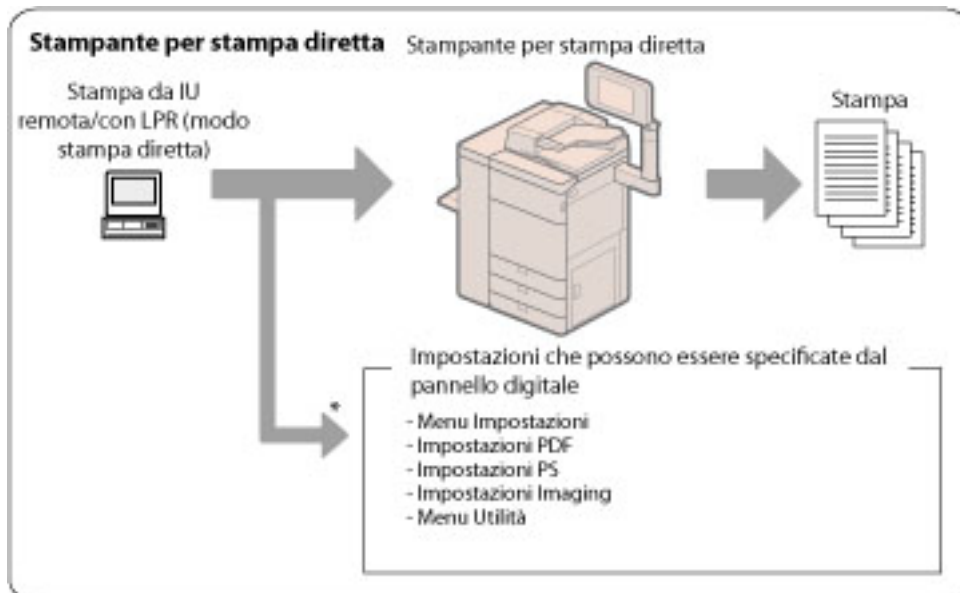 Stampante per stampa diretta
Stampante per stampa diretta
Stampa da IU
remota/con LPR (modo
stampa diretta)
Stampa
Impostazioni che possono essere specificate dal
pannello digitale
*
- Menu Impostazioni
- Impostazioni PDF
- Impostazioni PS
- Impostazioni Imaging
- Menu Utilità